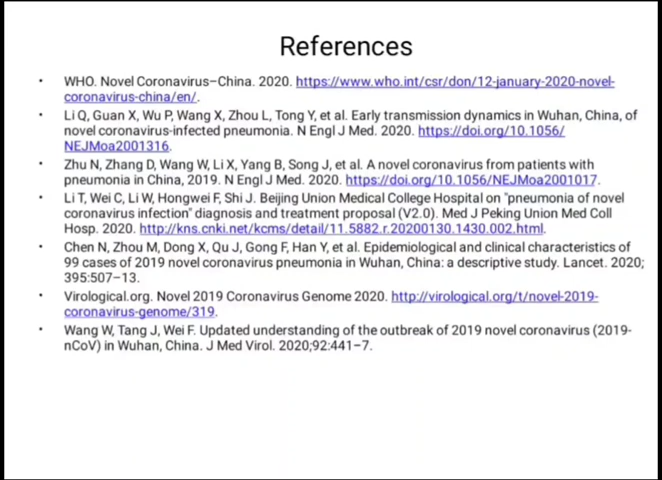 References
• WHO. Novel Coronavirus–China. 2020. https://www.who.int/csr/don/12-january-2020-novel-
coronavirus-china/en/.
• Li Q, Guan X, Wu P, Wang X, Zhou L, Tong Y, et al. Early transmission dynamics in Wuhan, China, of
novel coronavirus-infected pneumonia. N Engl J Med. 2020. https://doi.org/10.1056/
NEJMoa2001316.
• Zhu N, Zhang D, Wang W, Li X, Yang B, Song J, et al. A novel coronavirus from patients with
pneumonia in China, 2019. N Engl J Med. 2020. https://doi.org/10.1056/NEJMoa2001017.
• Li T, Wei C, Li W, Hongwei F, Shi J. Beijing Union Medical College Hospital on "pneumonia of novel
coronavirus infection" diagnosis and treatment proposal (V2.0). Med J Peking Union Med Coll
Hosp. 2020. http://kns.cnki.net/kcms/detail/11.5882.r.20200130.1430.002.html.
• Chen N, Zhou M, Dong X, Qu J, Gong F, Han Y, et al. Epidemiological and clinical characteristics of
99 cases of 2019 novel coronavirus pneumonia in Wuhan, China: a descriptive study. Lancet. 2020;
395:507–13.
• Virological.org. Novel 2019 Coronavirus Genome 2020. http://virological.org/t/novel-2019-
coronavirus-genome/319.
• Wang W, Tang J, Wei F. Updated understanding of the outbreak of 2019 novel coronavirus (2019-
nCoV) in Wuhan, China. J Med Virol. 2020;92:441–7.